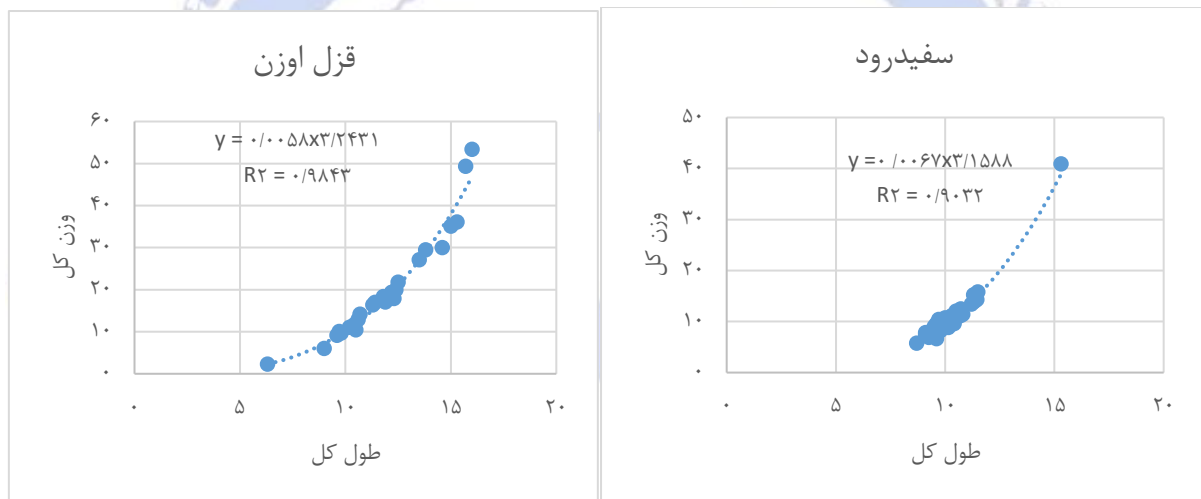 قزل اوزن
y = ۰/۰۰۵۸x۳/۲۴۳۱
R۲ = ۰/۹۸۴۳
۶۰
۵۰
۴۰
۳۰
۲۰
۱۰
۰
وزن کل
۰ ۵ ۱۰ ۱۵ ۲۰
طول کل
سفیدرود
y =۰ /۰۰۶۷x۳/۱۵۸۸
R۲ = ۰/۹۰۳۲
۵۰
۴۰
۳۰
۲۰
۱۰
۰
وزن کل
۰ ۵ ۱۰ ۱۵ ۲۰
طول کل